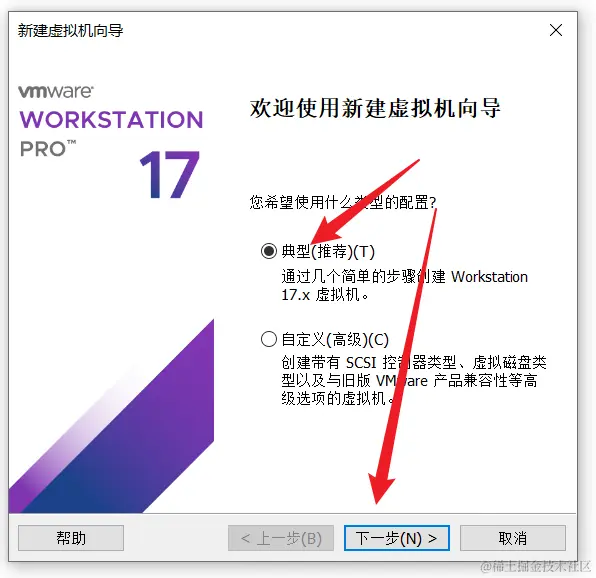 新建虚拟机向导
vmware®
WORKSTATION
PRO™
17
欢迎使用新建虚拟机向导
您希望使用什么类型的配置?
典型(推荐)(T)
通过几个简单的步骤创建 Workstation
17.x 虚拟机。
自定义(高级)(C)
创建带有 SCSI 控制器类型、虚拟磁盘类
型以及与旧版 VMware 产品兼容性等高
级选项的虚拟机。
帮助
< 上一步(B)
下一步(N) >
取消
@稀土掘金技术社区